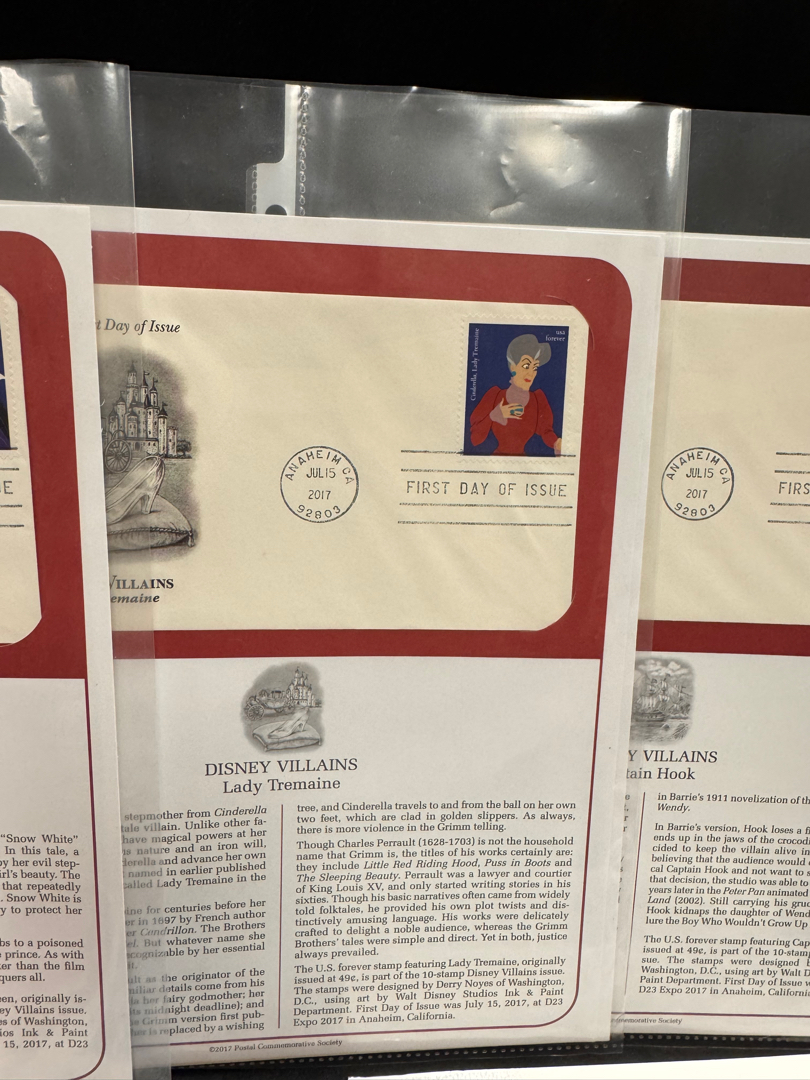 E
"Snow White"
In this tale, a
by her evil step-
irl's beauty. The
that repeatedly
. Snow White is
y to protect her
bs to a poisoned
prince. As with
ter than the film
quers all.
en, originally is-
ey Villains issue.
es of Washington,
ios Ink & Paint
15, 2017, at D23
t Day of Issue
usa
forever
Cinderella, Lady Tremaine
ANAHEIM CA
JUL 15
2017
92803
FIRST DAY OF ISSUE
VILLAINS
emaine
DISNEY VILLAINS
Lady Tremaine
stepmother from Cinderella
tale villain. Unlike other fa-
have magical powers at her
s nature and an iron will,
derella and advance her own
named in earlier published
called Lady Tremaine in the
ine for centuries before her
er in 1697 by French author
er Cendrillon. The Brothers
el. But whatever name she
ecognizable by her essential
t.
ult as the originator of the
miliar details come from his
la her fairy godmother; her
its midnight deadline); and
e Grimm version first pub-
her is replaced by a wishing
tree, and Cinderella travels to and from the ball on her own
two feet, which are clad in golden slippers. As always,
there is more violence in the Grimm telling.
Though Charles Perrault (1628-1703) is not the household
name that Grimm is, the titles of his works certainly are:
they include Little Red Riding Hood, Puss in Boots and
The Sleeping Beauty. Perrault was a lawyer and courtier
of King Louis XV, and only started writing stories in his
sixties. Though his basic narratives often came from widely
told folktales, he provided his own plot twists and dis-
tinctively amusing language. His works were delicately
crafted to delight a noble audience, whereas the Grimm
Brothers' tales were simple and direct. Yet in both, justice
always prevailed.
The U.S. forever stamp featuring Lady Tremaine, originally
issued at 49¢, is part of the 10-stamp Disney Villains issue.
The stamps were designed by Derry Noyes of Washington,
D.C., using art by Walt Disney Studios Ink & Paint
Department. First Day of Issue was July 15, 2017, at D23
Expo 2017 in Anaheim, California.
©2017 Postal Commemorative Society
ANAHEIM CA
JUL 15
2017
92803
FIRS
Y VILLAINS
tain Hook
in Barrie's 1911 novelization of th
Wendy.
In Barrie's version, Hook loses a fi
ends up in the jaws of the crocodi
cided to keep the villain alive in
believing that the audience would
cal Captain Hook and not want to s
that decision, the studio was able to
years later in the Peter Pan animated
Land (2002). Still carrying his gru
Hook kidnaps the daughter of Wend
lure the Boy Who Wouldn't Grow Up
The U.S. forever stamp featuring Cap
issued at 49¢, is part of the 10-stam
sue. The stamps were designed b
Washington, D.C., using art by Walt D
Paint Department. First Day of Issue w
D23 Expo 2017 in Anaheim, California.
memorative Society